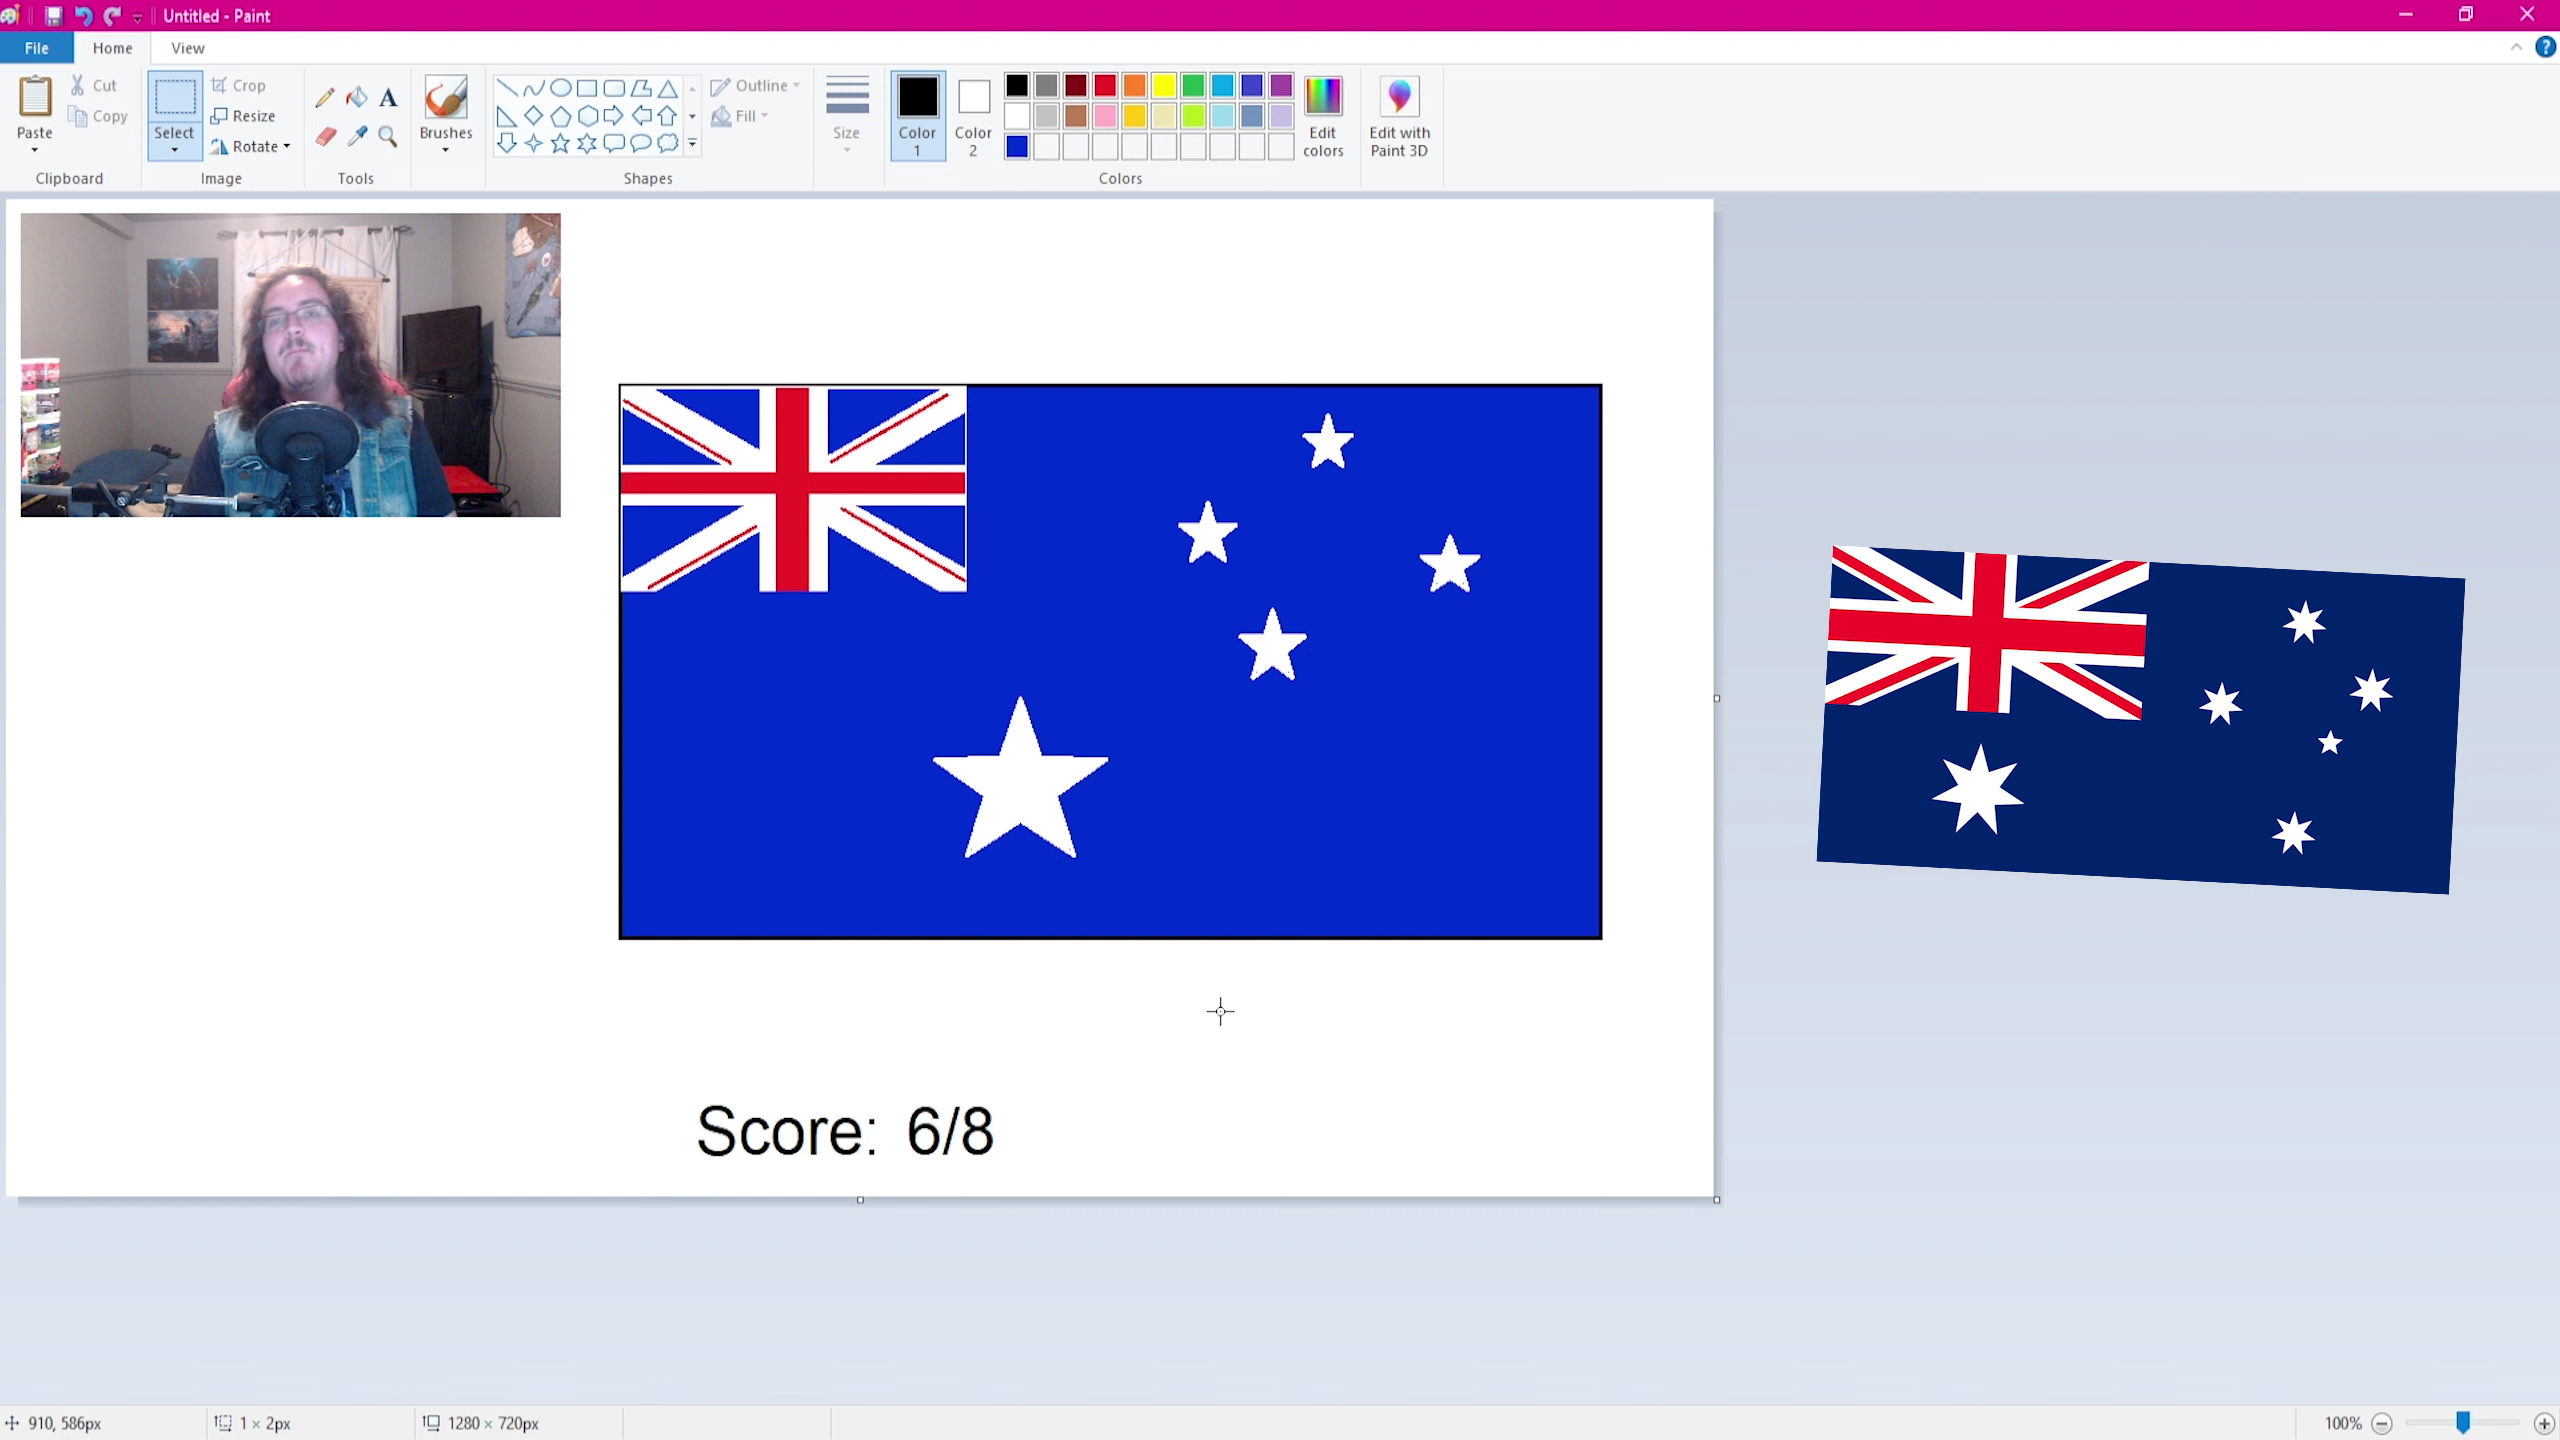 Untitled - Paint
File Home View
Paste
Cut
Copy
Clipboard
Select
Crop
Resize
Rotate
Image
Tools
Brushes
Shapes
Outline
Fill
Size
Color 1
Color 2
Colors
Edit colors
Edit with Paint 3D
Score: 6/8
910, 586px
1 × 2px
1280 × 720px
100%